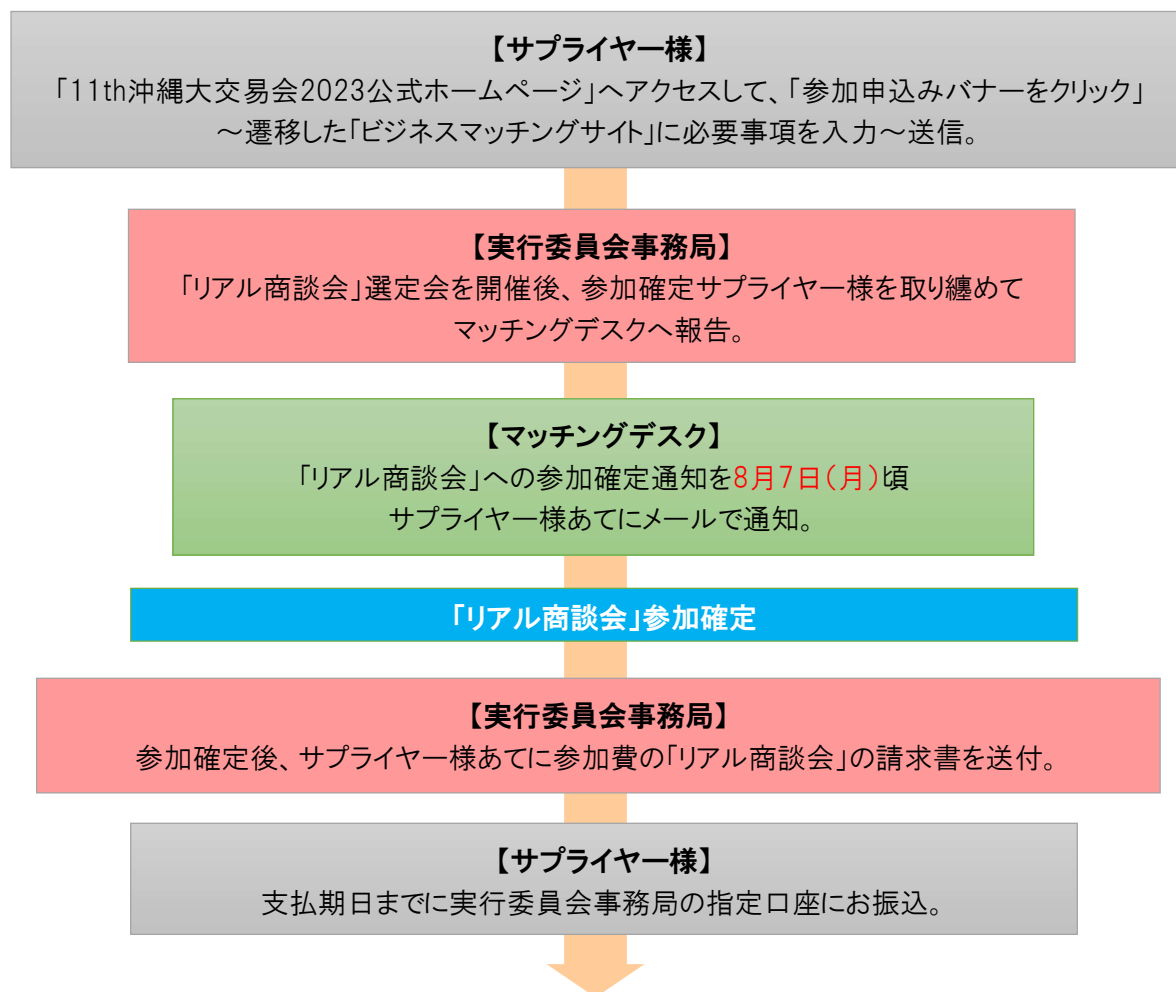 【サプライヤー様】
「11th沖縄大交易会2023公式ホームページ」へアクセスして、「参加申込みバナーをクリック」
～遷移した「ビジネスマッチングサイト」に必要事項を入力～送信。
【実行委員会事務局】
「リアル商談会」選定会を開催後、参加確定サプライヤー様を取り纏めて
マッチングデスクへ報告。
【マッチングデスク】
「リアル商談会」への参加確定通知を8月7日（月）頃
サプライヤー様あてにメールで通知。
「リアル商談会」参加確定
【実行委員会事務局】
参加確定後、サプライヤー様あてに参加費の「リアル商談会」の請求書を送付。
【サプライヤー様】
支払期日までに実行委員会事務局の指定口座にお振込。